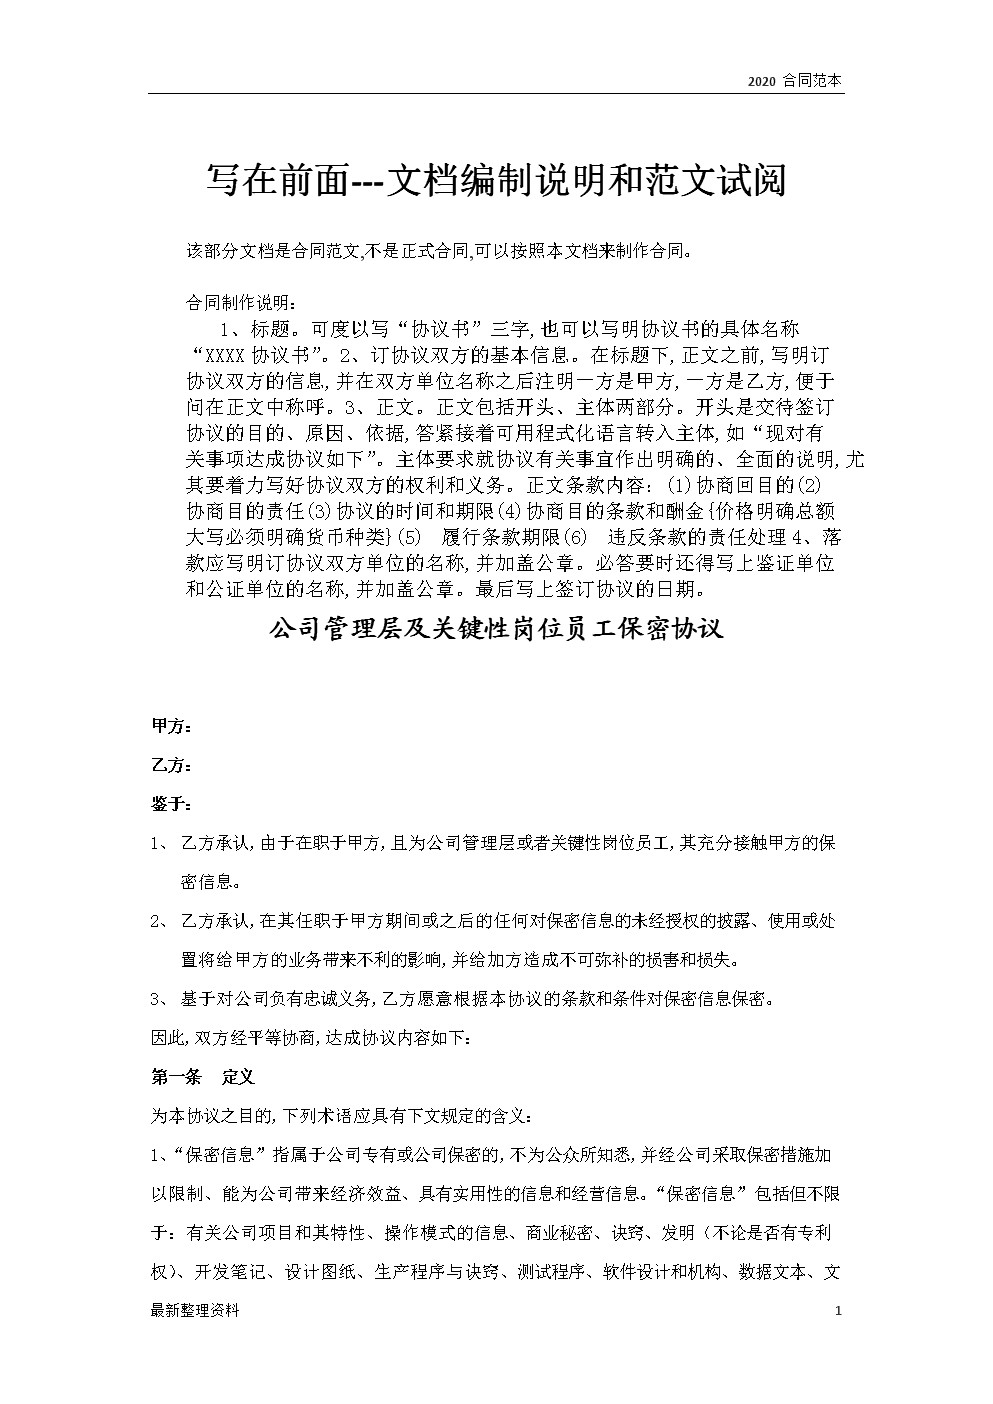 2020 合同范本
写在前面---文档编制说明和范文试阅
该部分文档是合同范文,不是正式合同,可以按照本文档来制作合同。
合同制作说明：
1、标题。可度以写“协议书”三字,也可以写明协议书的具体名称
“XXXX 协议书”。2、订协议双方的基本信息。在标题下,正文之前,写明订
协议双方的信息,并在双方单位名称之后注明一方是甲方,一方是乙方,便于
问在正文中称呼。3、正文。正文包括开头、主体两部分。开头是交待签订
协议的目的、原因、依据,答紧接着可用程式化语言转入主体,如“现对有
关事项达成协议如下”。主体要求就协议有关事宜作出明确的、全面的说明,尤
其要着力写好协议双方的权利和义务。正文条款内容：(1)协商回目的(2)
协商目的责任(3)协议的时间和期限(4)协商目的条款和酬金{价格明确总额
大写必须明确货币种类}(5) 履行条款期限(6) 违反条款的责任处理4、落
款应写明订协议双方单位的名称,并加盖公章。必答要时还得写上鉴证单位
和公证单位的名称,并加盖公章。最后写上签订协议的日期。
公司管理层及关键性岗位员工保密协议
甲方：
乙方：
鉴于：
1、 乙方承认,由于在职于甲方,且为公司管理层或者关键性岗位员工,其充分接触甲方的保
密信息。
2、 乙方承认,在其任职于甲方期间或之后的任何对保密信息的未经授权的披露、使用或处
置将给甲方的业务带来不利的影响,并给加方造成不可弥补的损害和损失。
3、 基于对公司负有忠诚义务,乙方愿意根据本协议的条款和条件对保密信息保密。
因此,双方经平等协商,达成协议内容如下：
第一条 定义
为本协议之目的,下列术语应具有下文规定的含义：
1、“保密信息”指属于公司专有或公司保密的,不为公众所知悉,并经公司采取保密措施加
以限制、能为公司带来经济效益、具有实用性的信息和经营信息。“保密信息”包括但不限
于：有关公司项目和其特性、操作模式的信息、商业秘密、诀窍、发明（不论是否有专利
权）、开发笔记、设计图纸、生产程序与诀窍、测试程序、软件设计和机构、数据文本、文
最新整理资料 1